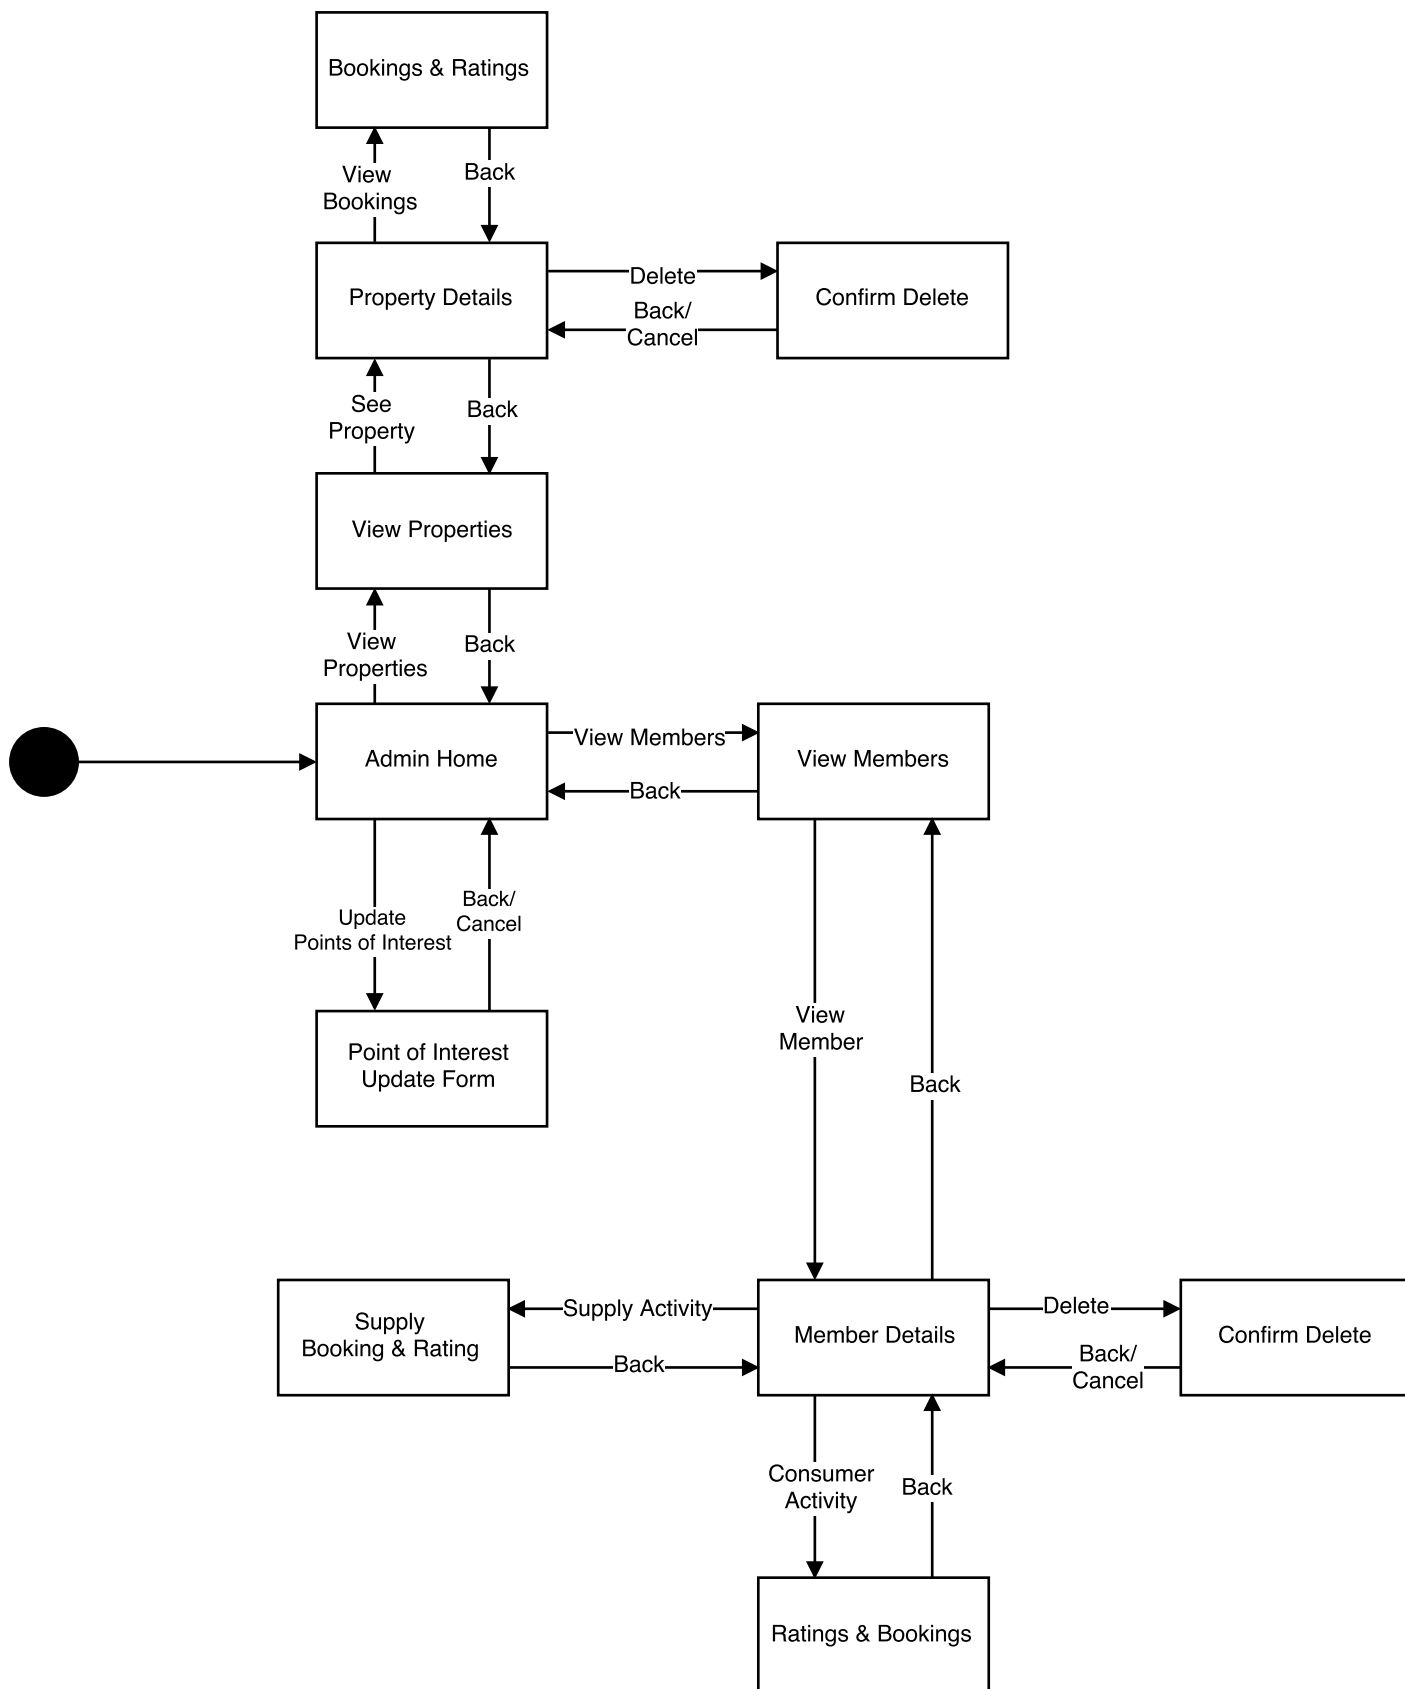 Bookings & Ratings
View
Bookings
Back
Property Details
Delete
Back/
Cancel
Confirm Delete
See
Property
Back
View Properties
View
Properties
Back
Admin Home
View Members
Back
View Members
Update
Points of Interest
Back/
Cancel
Point of Interest
Update Form
View
Member
Back
Supply
Booking & Rating
Supply Activity
Back
Member Details
Delete
Back/
Cancel
Confirm Delete
Consumer
Activity
Back
Ratings & Bookings